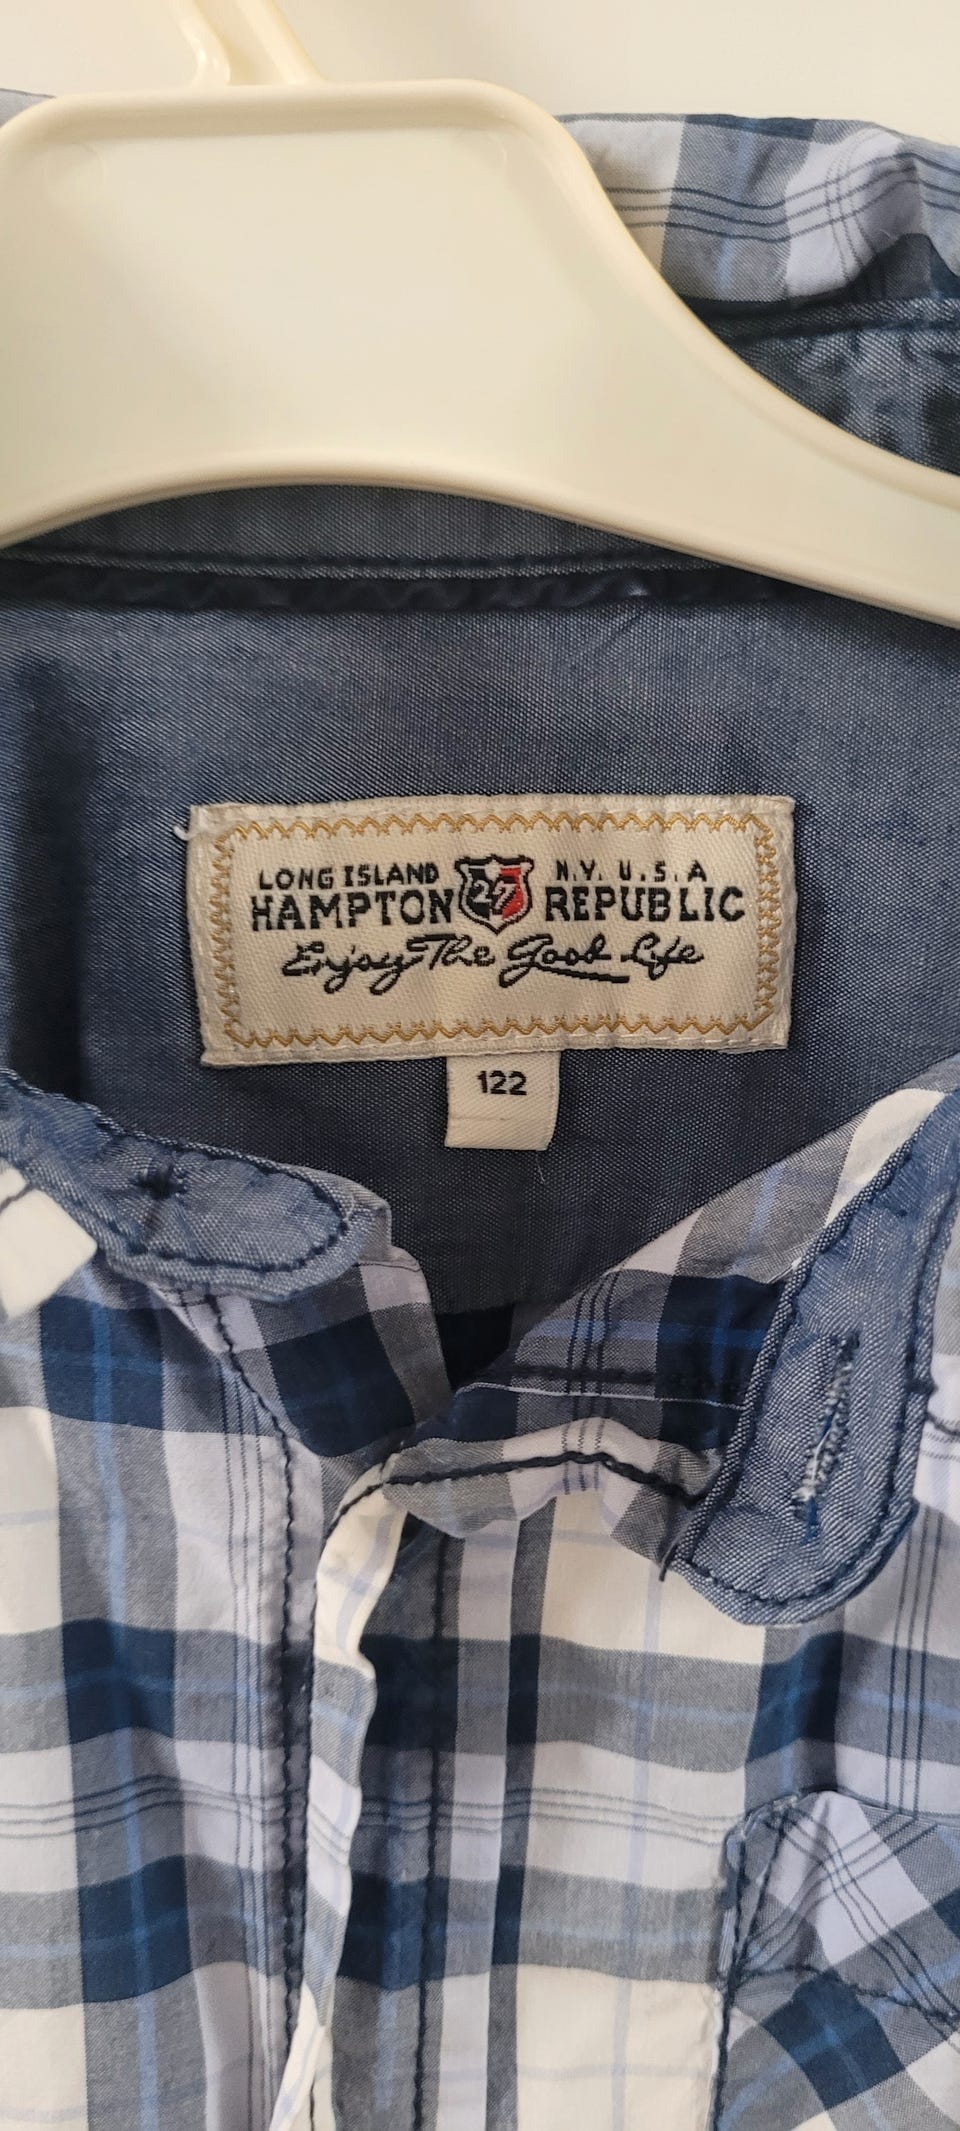 LONG ISLAND 27 N.Y. U.S.A
HAMPTON REPUBLIC
Enjoy The Good Life
122